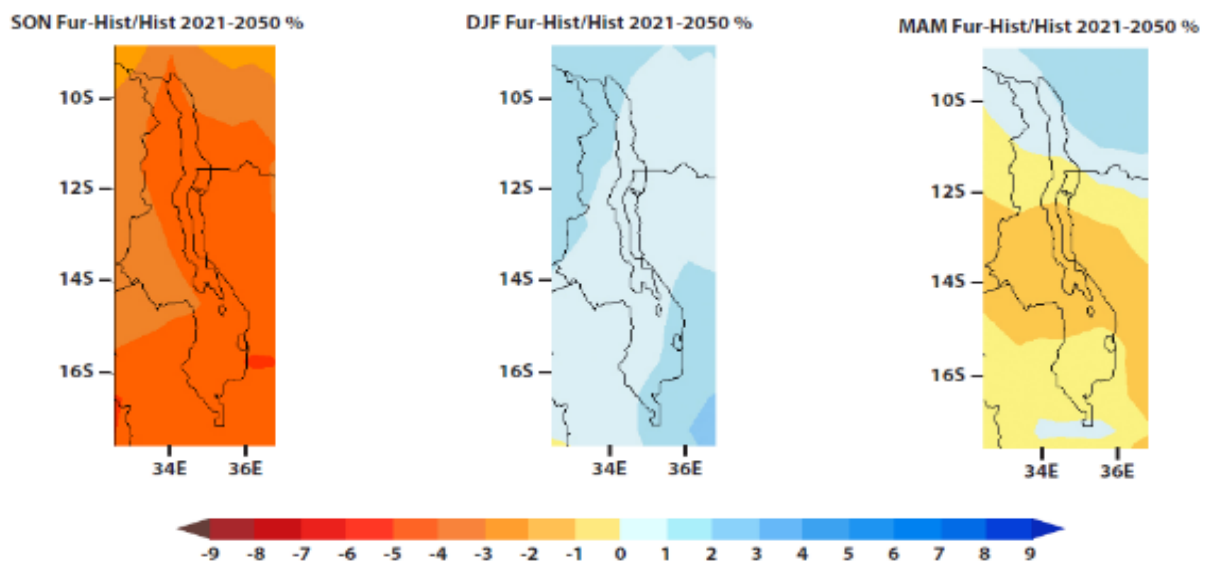 SON Fur-Hist/Hist 2021-2050 %
DJF Fur-Hist/Hist 2021-2050 %
MAM Fur-Hist/Hist 2021-2050 %
10S
12S
14S
16S
34E 36E
10S
12S
14S
16S
34E 36E
10S
12S
14S
16S
34E 36E
-9 -8 -7 -6 -5 -4 -3 -2 -1 0 1 2 3 4 5 6 7 8 9